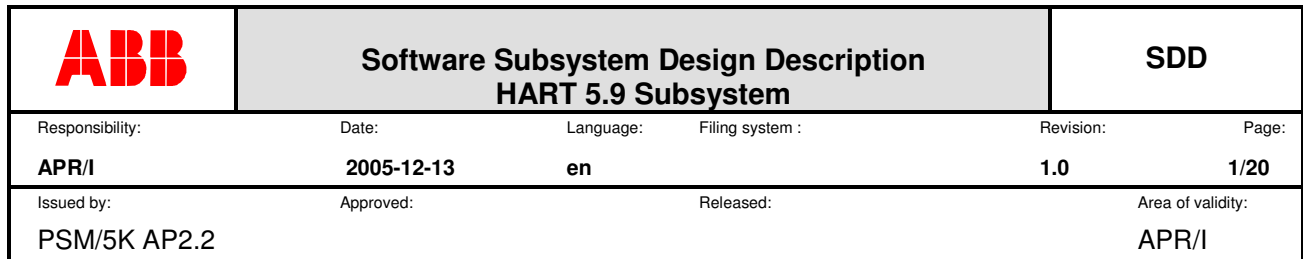 ABB
Software Subsystem Design Description
HART 5.9 Subsystem
SDD
Responsibility: Date: Language: Filing system : Revision: Page:
APR/I 2005-12-13 en 1.0 1/20
Issued by: Approved: Released: Area of validity:
PSM/5K AP2.2 APR/I